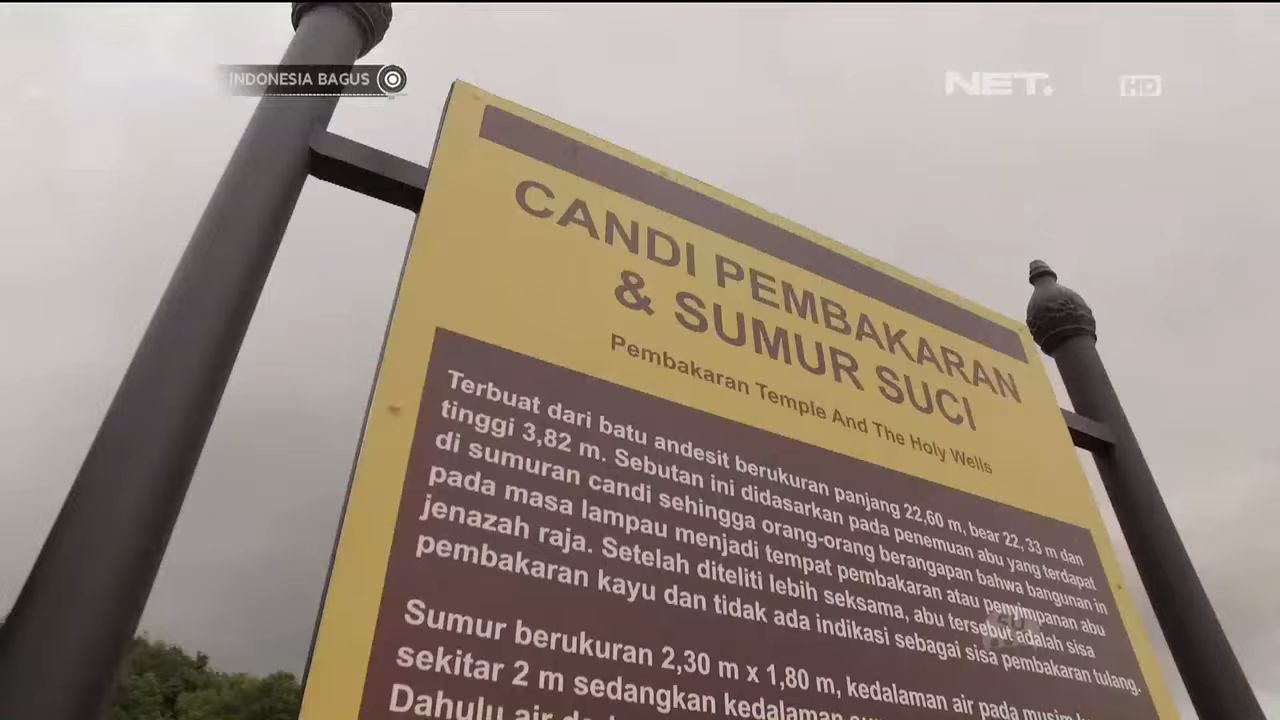 INDONESIA BAGUS
NET.
HD
CANDI PEMBAKARAN
& SUMUR SUCI
Pembakaran Temple And The Holy Wells
Terbuat dari batu andesit berukuran panjang 22,60 m, bear 22, 33 m dan
tinggi 3,82 m. Sebutan ini didasarkan pada penemuan abu yang terdapat
di sumuran candi sehingga orang-orang berangapan bahwa bangunan in
pada masa lampau menjadi tempat pembakaran atau penyimpanan abu
jenazah raja. Setelah diteliti lebih seksama, abu tersebut adalah sisa
pembakaran kayu dan tidak ada indikasi sebagai sisa pembakaran tulang.
Sumur berukuran 2,30 m x 1,80 m, kedalaman air pada musim
sekitar 2 m sedangkan kedalaman
Dahulu air